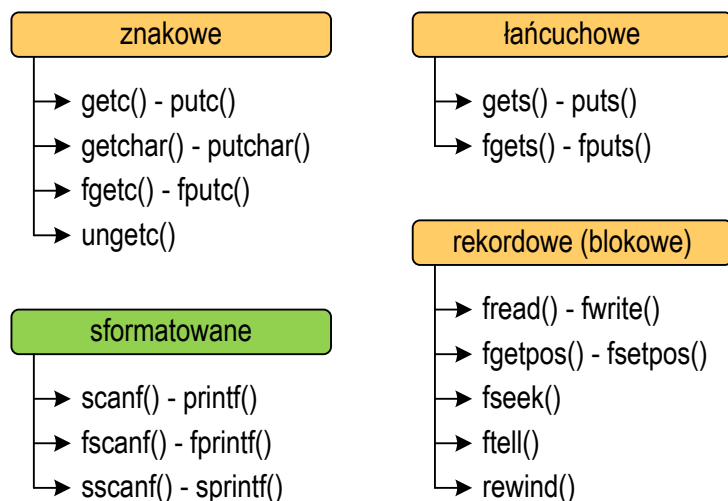 znakowe
getc() - putc()
getchar() - putchar()
fgetc() - fputc()
ungetc()
sformatowane
scanf() - printf()
fscanf() - fprintf()
sscanf() - sprintf()
łańcuchowe
gets() - puts()
fgets() - fputs()
rekordowe (blokowe)
fread() - fwrite()
fgetpos() - fsetpos()
fseek()
ftell()
rewind()